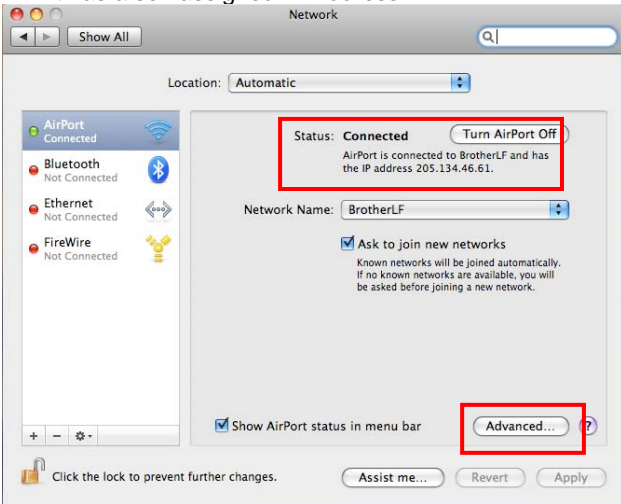 Network
Show All
Location: Automatic
AirPort
Connected
Bluetooth
Not Connected
Ethernet
Not Connected
FireWire
Not Connected
Status: Connected Turn AirPort Off
AirPort is connected to BrotherLF and has
the IP address 205.134.46.61.
Network Name: BrotherLF
Ask to join new networks
Known networks will be joined automatically.
If no known networks are available, you will
be asked before joining a new network.
Show AirPort status in menu bar Advanced... ?
Click the lock to prevent further changes. Assist me... Revert Apply